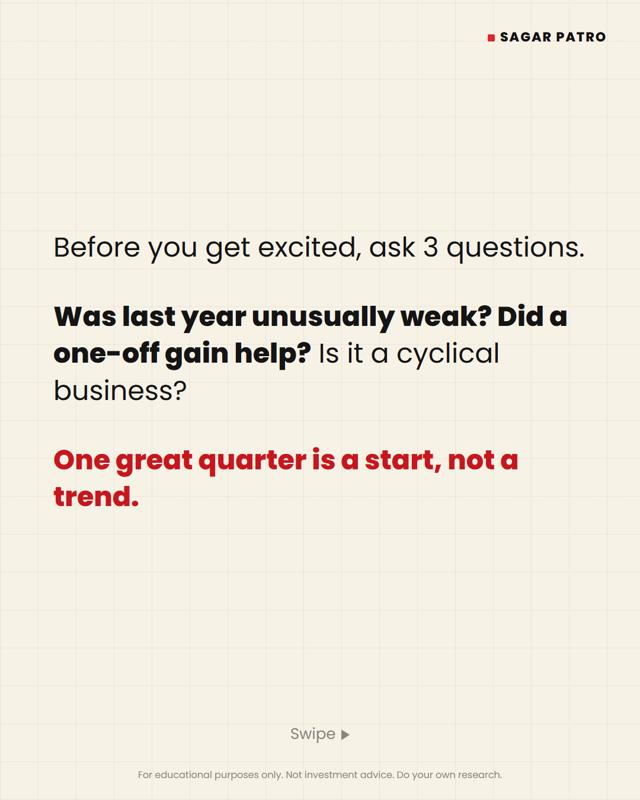 SAGAR PATRO
Before you get excited, ask 3 questions.
Was last year unusually weak? Did a
one-off gain help? Is it a cyclical
business?
One great quarter is a start, not a
trend.
Swipe ▶
For educational purposes only. Not investment advice. Do your own research.